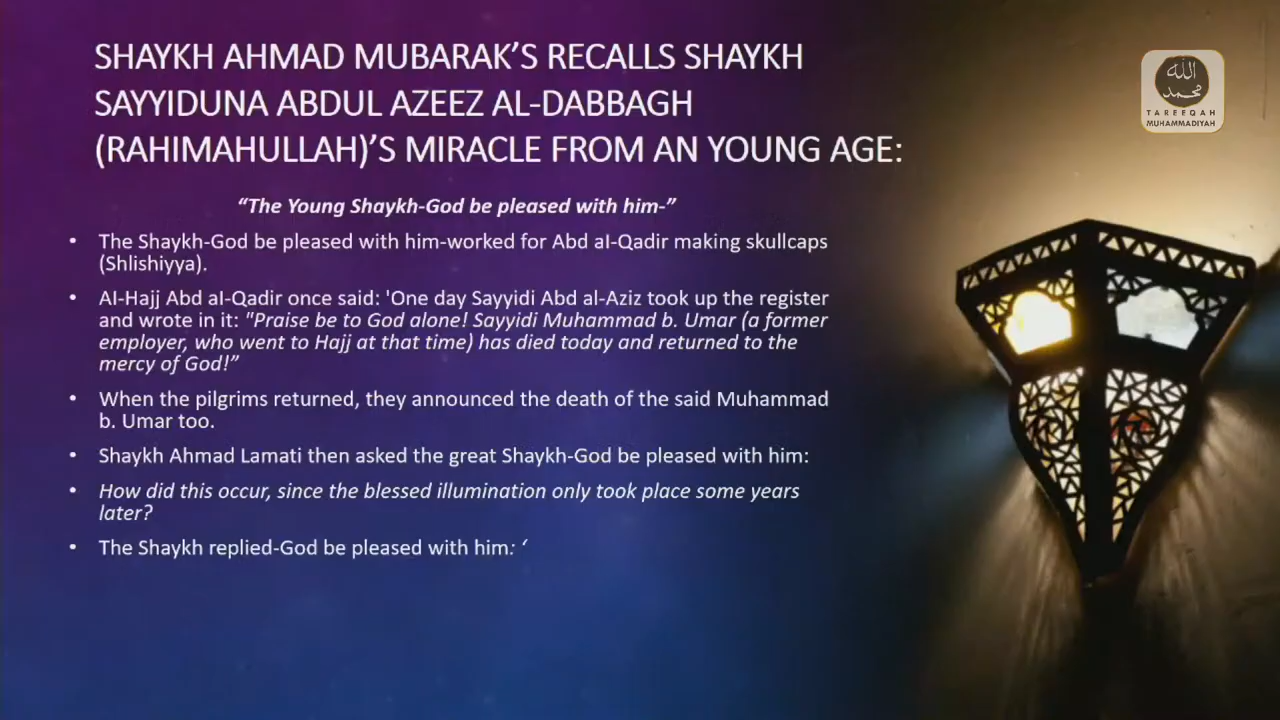 SHAYKH AHMAD MUBARAK’S RECALLS SHAYKH
SAYYIDUNA ABDUL AZEEZ AL-DABBAGH
(RAHIMAHULLAH)’S MIRACLE FROM AN YOUNG AGE:
“The Young Shaykh-God be pleased with him-”
• The Shaykh-God be pleased with him-worked for Abd al-Qadir making skullcaps
(Shlishiyya).
• Al-Hajj Abd al-Qadir once said: 'One day Sayyidi Abd al-Aziz took up the register
and wrote in it: "Praise be to God alone! Sayyidi Muhammad b. Umar (a former
employer, who went to Hajj at that time) has died today and returned to the
mercy of God!”
• When the pilgrims returned, they announced the death of the said Muhammad
b. Umar too.
• Shaykh Ahmad Lamati then asked the great Shaykh-God be pleased with him:
• How did this occur, since the blessed illumination only took place some years
later?
• The Shaykh replied-God be pleased with him: ‘
الله
محمد
TAREEQAH
MUHAMMADIYAH